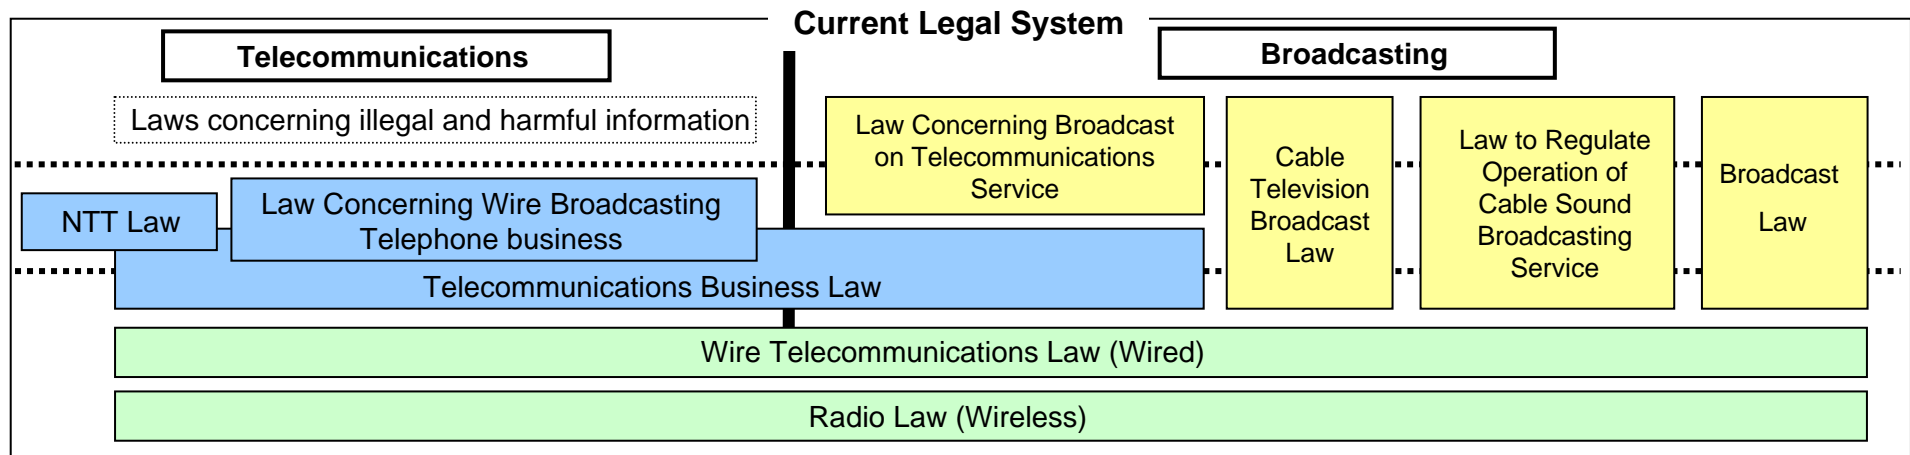 Current Legal System
Telecommunications
Broadcasting
Laws concerning illegal and harmful information
NTT Law
Law Concerning Wire Broadcasting
Telephone business
Telecommunications Business Law
Law Concerning Broadcast
on Telecommunications
Service
Cable
Television
Broadcast
Law
Law to Regulate
Operation of
Cable Sound
Broadcasting
Service
Broadcast
Law
Wire Telecommunications Law (Wired)
Radio Law (Wireless)